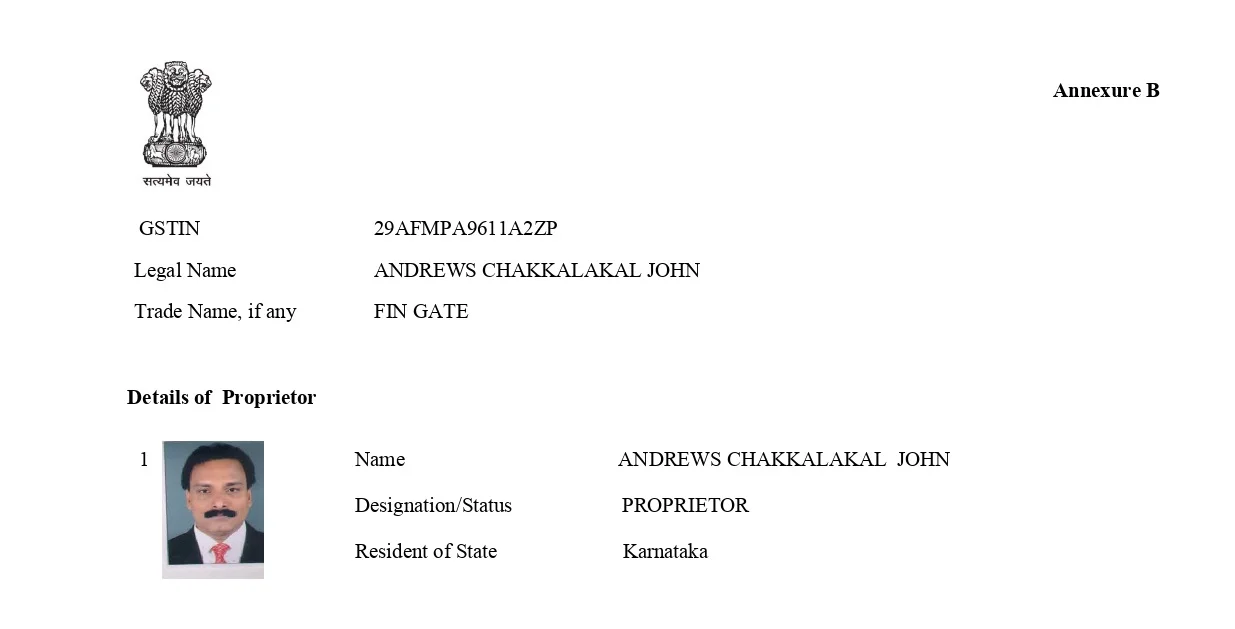 Annexure B
सत्यमेव जयते
GSTIN 29AFMPA9611A2ZP
Legal Name ANDREWS CHAKKALAKAL JOHN
Trade Name, if any FIN GATE
Details of Proprietor
1 Name ANDREWS CHAKKALAKAL JOHN
Designation/Status PROPRIETOR
Resident of State Karnataka